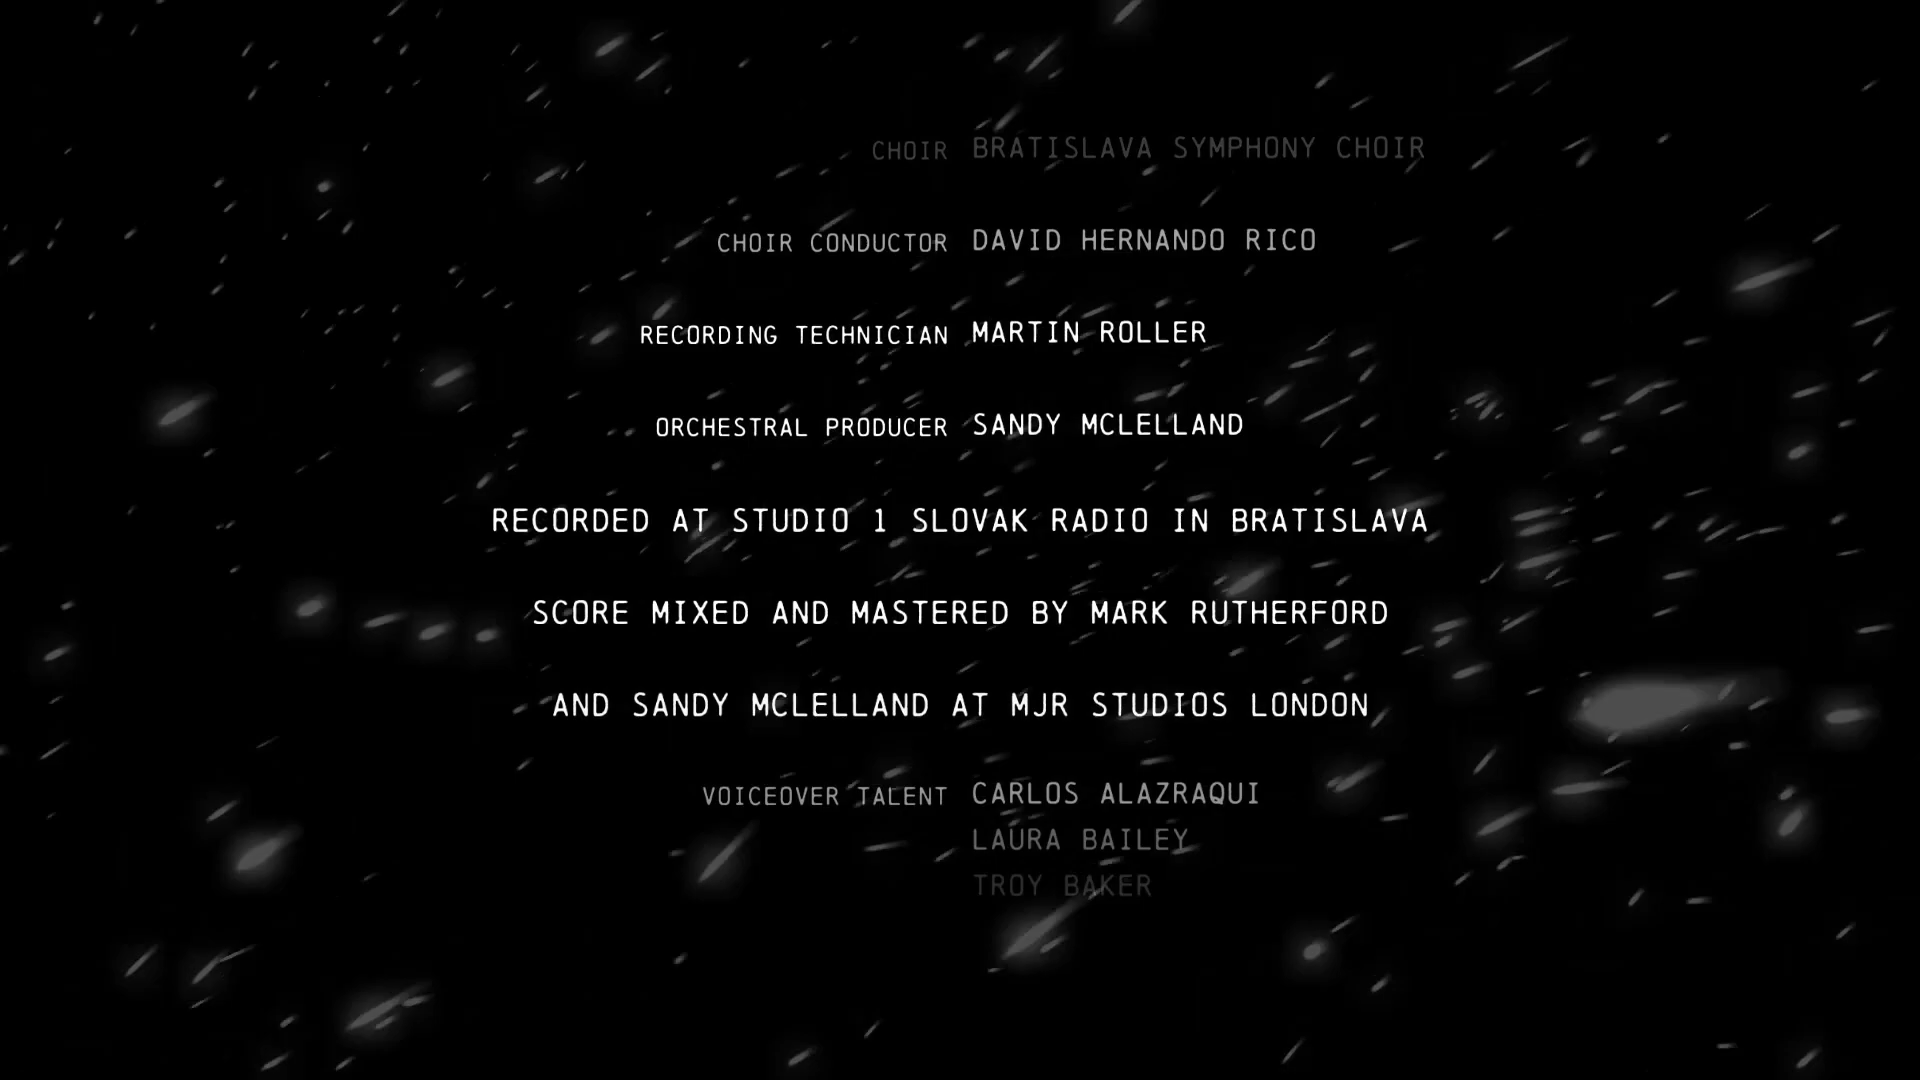 CHOIR BRATISLAVA SYMPHONY CHOIR
CHOIR CONDUCTOR DAVID HERNANDO RICO
RECORDING TECHNICIAN MARTIN ROLLER
ORCHESTRAL PRODUCER SANDY MCLELLAND
RECORDED AT STUDIO 1 SLOVAK RADIO IN BRATISLAVA
SCORE MIXED AND MASTERED BY MARK RUTHERFORD
AND SANDY MCLELLAND AT MJR STUDIOS LONDON
VOICEOVER TALENT CARLOS ALAZRAQUI
LAURA BAILEY
TROY BAKER